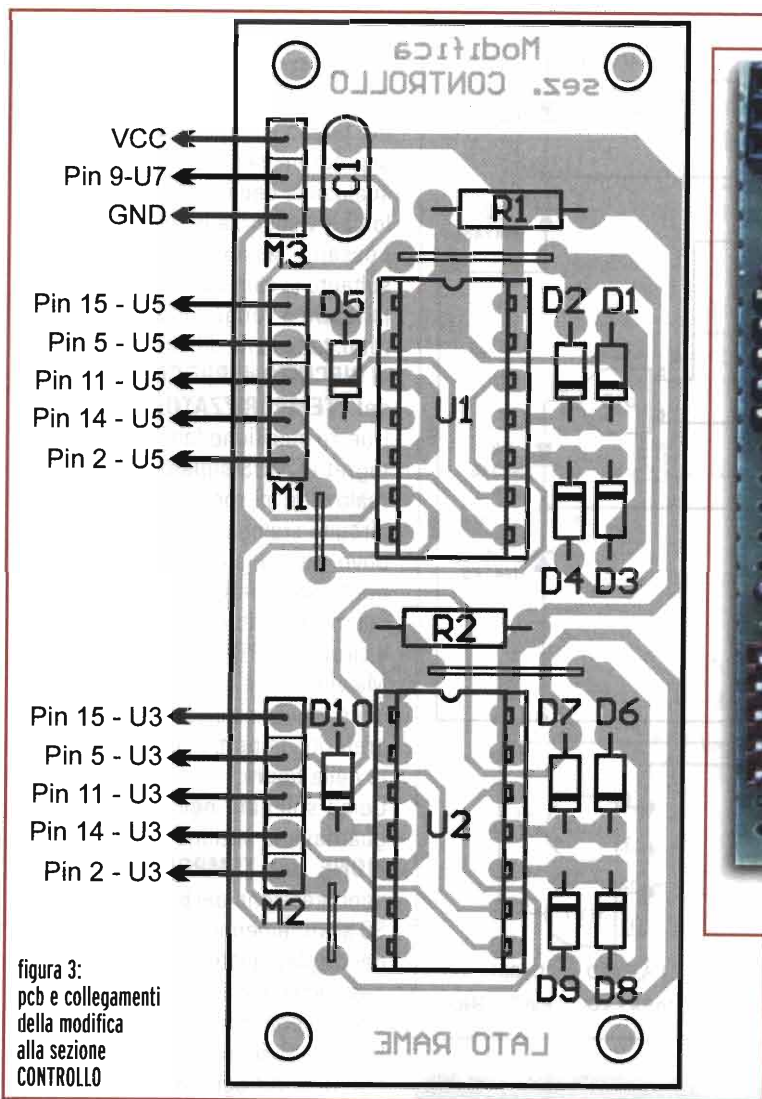 Modifica
sez. CONTROLLO
VCC
Pin 9-U7
GND
M3
C1
R1
Pin 15 - U5
Pin 5 - U5
Pin 11 - U5
Pin 14 - U5
Pin 2 - U5
M1
D5
U1
D2 D1
D4 D3
R2
Pin 15 - U3
Pin 5 - U3
Pin 11 - U3
Pin 14 - U3
Pin 2 - U3
M2
D10
U2
D7 D6
D9 D8
LATO RAME
figura 3:
pcb e collegamenti
della modifica
alla sezione
CONTROLLO